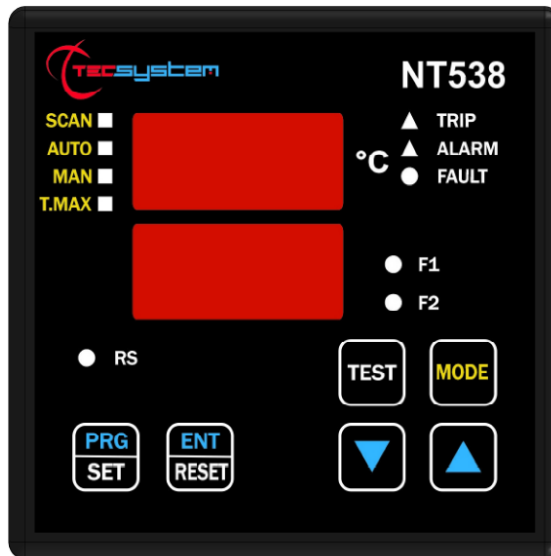 TECSYSTEM
NT538
SCAN
AUTO
MAN
T.MAX
°C
TRIP
ALARM
FAULT
F1
F2
RS
TEST
MODE
PRG
SET
ENT
RESET